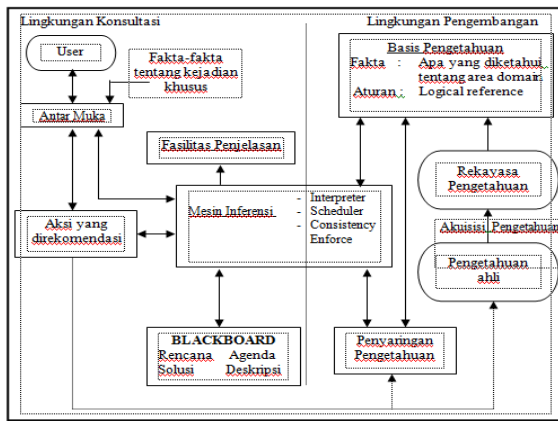 Lingkungan Konsultasi
Lingkungan Pengembangan
User
Fakta-fakta
tentang kejadian
khusus
Antar Muka
Basis Pengetahuan
Fakta : Apa yang diketahui
tentang area domain
Aturan : Logical reference
Fasilitas Penjelasan
Rekayasa
Pengetahuan
Mesin Inferensi
- Interpreter
- Scheduler
- Consistency
Enforce
Aksi yang
direkomendasi
Akuisisi Pengetahuan
Pengetahuan
ahli
BLACKBOARD
Rencana Agenda
Solusi Deskripsi
Penyaringan
Pengetahuan